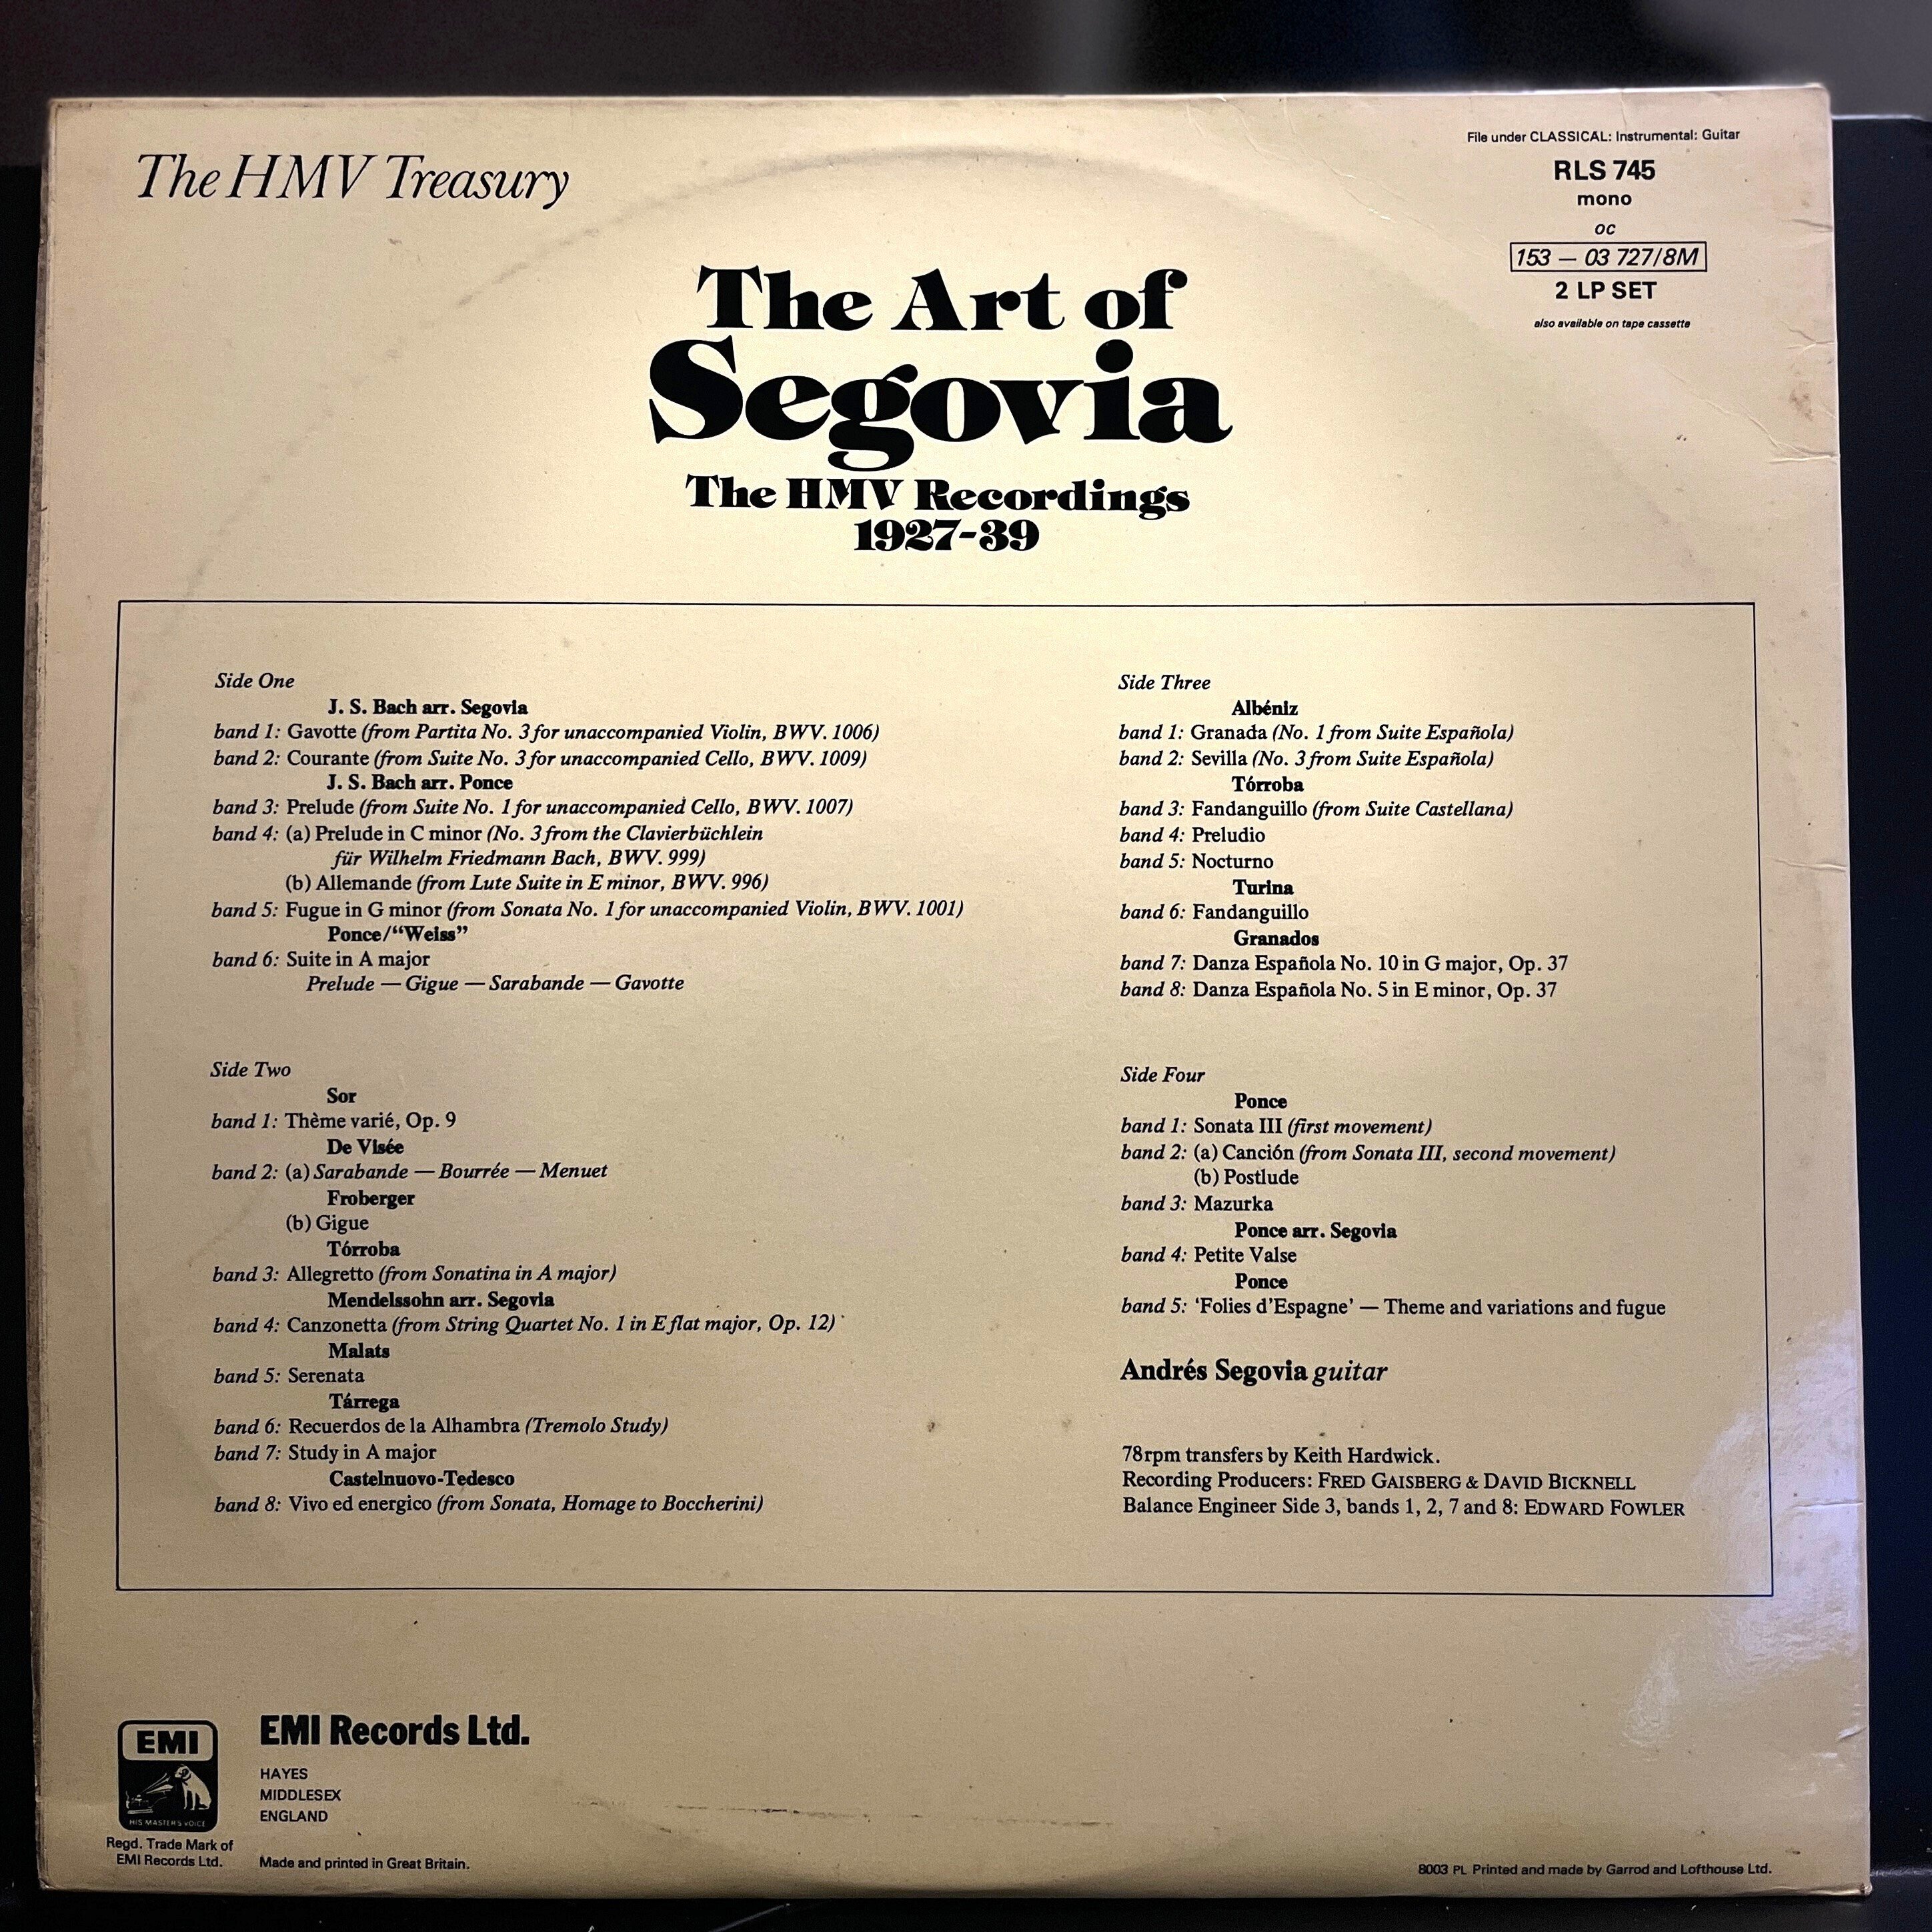 The HMV Treasury
File under CLASSICAL: Instrumental: Guitar
RLS 745
mono
oc
153 — 03 727/8M
2 LP SET
also available on tape cassette
The Art of
Segovia
The HMV Recordings
1927-39
Side One
J. S. Bach arr. Segovia
band 1: Gavotte (from Partita No. 3 for unaccompanied Violin, BWV. 1006)
band 2: Courante (from Suite No. 3 for unaccompanied Cello, BWV. 1009)
J. S. Bach arr. Ponce
band 3: Prelude (from Suite No. 1 for unaccompanied Cello, BWV. 1007)
band 4: (a) Prelude in C minor (No. 3 from the Clavierbüchlein
für Wilhelm Friedmann Bach, BWV. 999)
(b) Allemande (from Lute Suite in E minor, BWV. 996)
band 5: Fugue in G minor (from Sonata No. 1 for unaccompanied Violin, BWV. 1001)
Ponce/“Weiss”
band 6: Suite in A major
Prelude — Gigue — Sarabande — Gavotte
Side Two
Sor
band 1: Thème varié, Op. 9
De Visée
band 2: (a) Sarabande — Bourrée — Menuet
Froberger
(b) Gigue
Tórroba
band 3: Allegretto (from Sonatina in A major)
Mendelssohn arr. Segovia
band 4: Canzonetta (from String Quartet No. 1 in E flat major, Op. 12)
Malats
band 5: Serenata
Tárrega
band 6: Recuerdos de la Alhambra (Tremolo Study)
band 7: Study in A major
Castelnuovo-Tedesco
band 8: Vivo ed energico (from Sonata, Homage to Boccherini)
Side Three
Albéniz
band 1: Granada (No. 1 from Suite Española)
band 2: Sevilla (No. 3 from Suite Española)
Tórroba
band 3: Fandanguillo (from Suite Castellana)
band 4: Preludio
band 5: Nocturno
Turina
band 6: Fandanguillo
Granados
band 7: Danza Española No. 10 in G major, Op. 37
band 8: Danza Española No. 5 in E minor, Op. 37
Side Four
Ponce
band 1: Sonata III (first movement)
band 2: (a) Canción (from Sonata III, second movement)
(b) Postlude
band 3: Mazurka
Ponce arr. Segovia
band 4: Petite Valse
Ponce
band 5: ‘Folies d’Espagne’ — Theme and variations and fugue
Andrés Segovia guitar
78rpm transfers by Keith Hardwick.
Recording Producers: FRED GAISBERG & DAVID BICKNELL
Balance Engineer Side 3, bands 1, 2, 7 and 8: EDWARD FOWLER
EMI
HIS MASTER'S VOICE
Regd. Trade Mark of
EMI Records Ltd.
EMI Records Ltd.
HAYES
MIDDLESEX
ENGLAND
Made and printed in Great Britain.
8003 PL Printed and made by Garrod and Lofthouse Ltd.